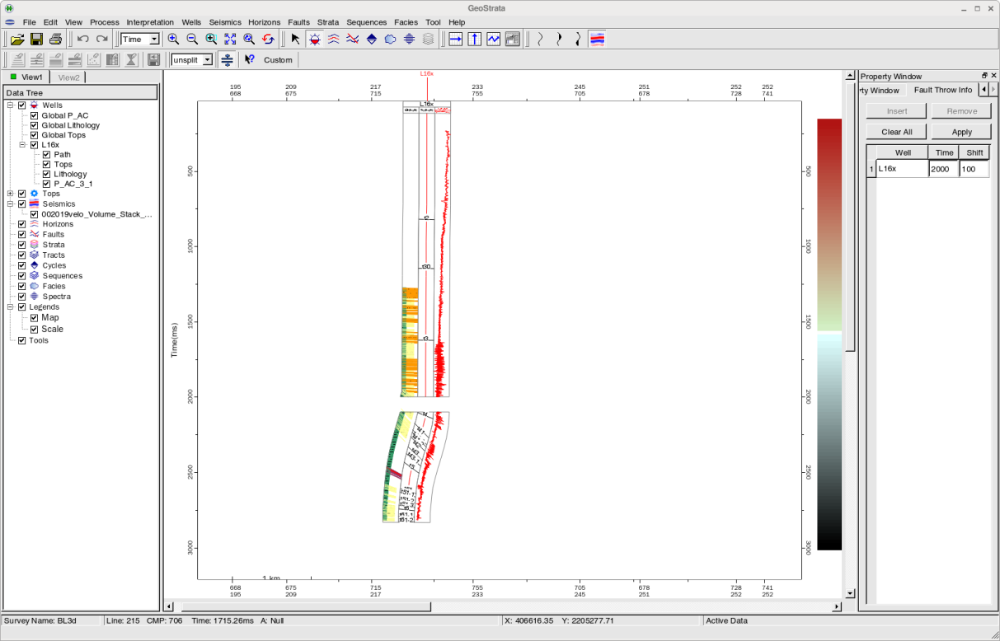 GeoStrata
File Edit View Process Interpretation Wells Seismics Horizons Faults Strata Sequences Facies Tool Help
Time
unsplit Custom
View1 View2
Data Tree
Wells
Global P_AC
Global Lithology
Global Tops
L16x
Path
Tops
Lithology
P_AC_3_1
Tops
Seismics
002019velo_Volume_Stack_...
Horizons
Faults
Strata
Tracts
Cycles
Sequences
Facies
Spectra
Legends
Map
Scale
Tools
L16x
195 209 217 233 245 251 252 252
668 675 715 755 705 678 728 741
L16x
Time(ms)
500
1000
1500
2000
2500
3000
t2
t3
500
1000
1500
2000
2500
3000
1 km
668 675 715 755 705 678 728 741
195 209 217 233 245 251 252 252
Property Window
rty Window Fault Throw Info
Insert Remove
Clear All Apply
Well Time Shift
1 L16x 2000 100
Survey Name: BL3d Line: 215 CMP: 706 Time: 1715.26ms A: Null X: 406616.35 Y: 2205277.71 Active Data